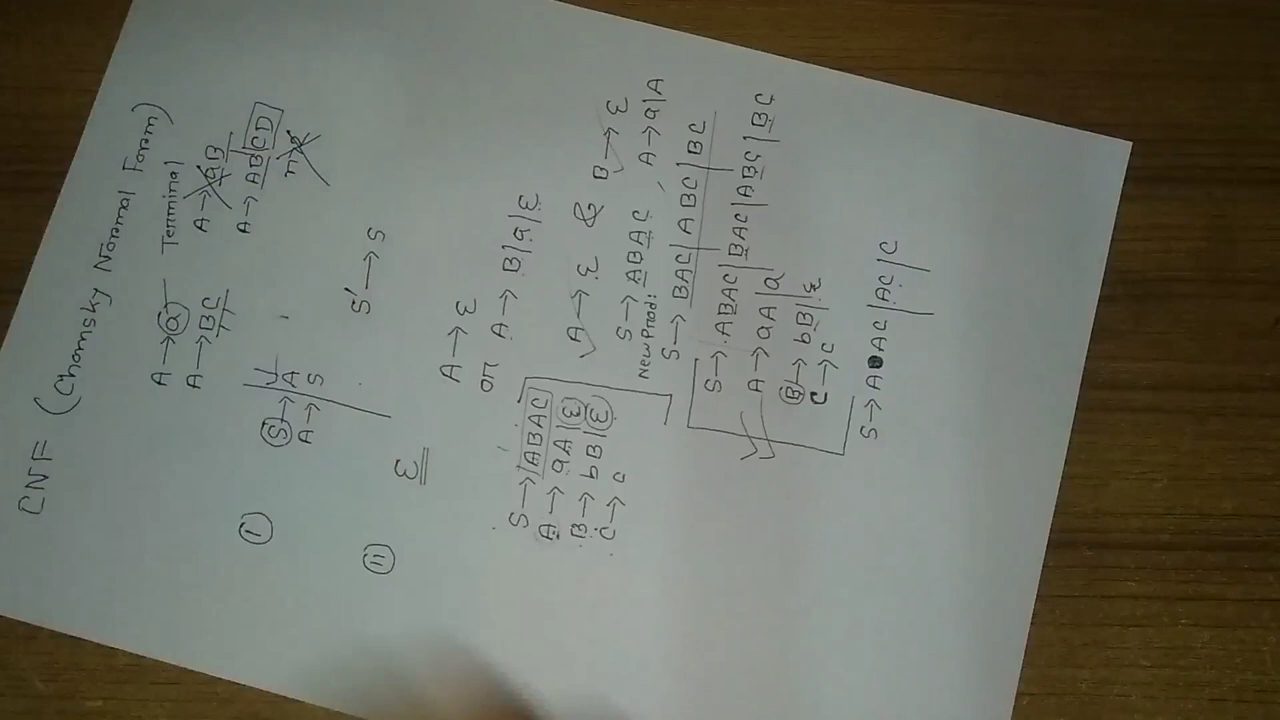 CNF (Chomsky Normal Form)
A → a — Terminal
A → BC
A → aB
A → ABCD
I
S → A
A → S
S' → S
II
ε
A → ε
or A → B|a|ε
S → ABAC
A → aA|ε
B → bB|ε
C → c
A → ε & B → ε
S → ABAC , A → a|A
New Prod:
S → BAC|ABC|BC
S → ABAC|BAC|ABC|BC
A → aA|a
B → bB|ε
C → c
S → A AC|AC|C